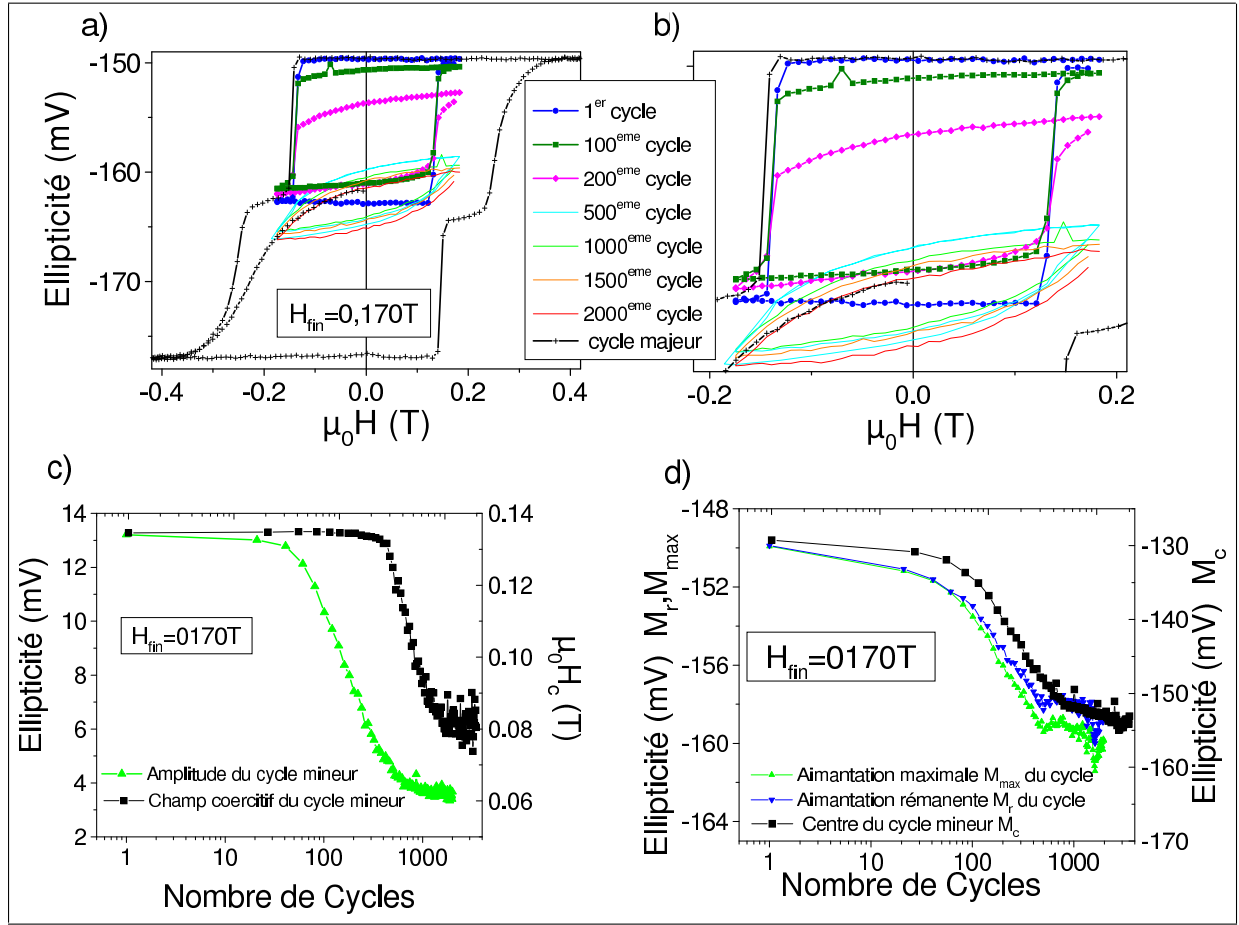 a)
b)
-150
-160
-170
Ellipticité (mV)
-0.4
-0.2
0.0
0.2
0.4
μ0H (T)
Hfin=0,170T
1er cycle
100eme cycle
200eme cycle
500eme cycle
1000eme cycle
1500eme cycle
2000eme cycle
cycle majeur
-0.2
0.0
0.2
μ0H (T)
c)
14
12
10
8
6
4
2
Ellipticité (mV)
0.14
0.12
0.10
0.08
0.06
μ0Hc (T)
Hfin=0170T
Amplitude du cycle mineur
Champ coercitif du cycle mineur
1
10
100
1000
Nombre de Cycles
d)
-148
-152
-156
-160
-164
Ellipticité (mV) Mr,Mmax
-130
-140
-150
-160
-170
Ellipticité (mV) Mc
Hfin=0170T
Aimantation maximale Mmax du cycle
Aimantation rémanente Mr du cycle
Centre du cycle mineur Mc
1
10
100
1000
Nombre de Cycles